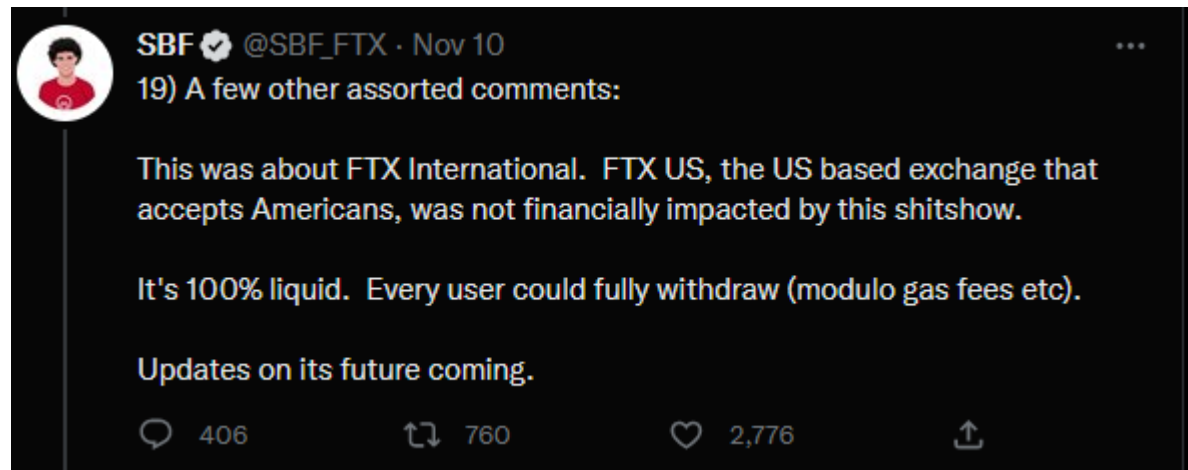 SBF @SBF_FTX · Nov 10
19) A few other assorted comments:
This was about FTX International.  FTX US, the US based exchange that
accepts Americans, was not financially impacted by this shitshow.
It's 100% liquid.  Every user could fully withdraw (modulo gas fees etc).
Updates on its future coming.
406 760 2,776